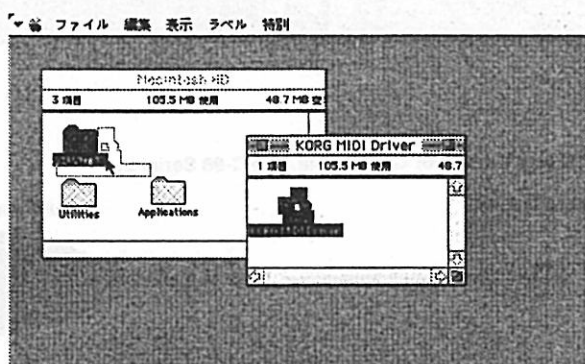 ファイル 編集 表示 ラベル 特別
Macintosh HD
3 項目 105.5 MB 使用 48.7 MB 空
KORG MIDI Driver
1 項目 105.5 MB 使用 48.7
Utilities Applications